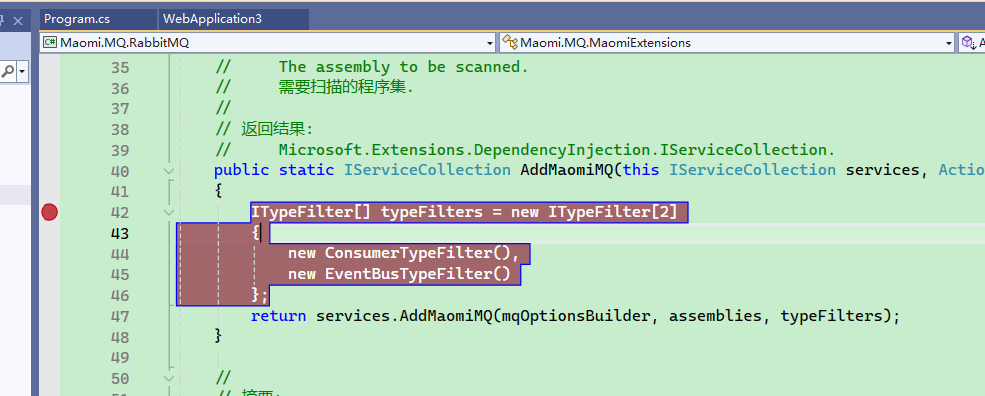 Program.cs WebApplication3
C# Maomi.MQ.RabbitMQ Maomi.MQ.MaomiExtensions
35 // The assembly to be scanned.
36 // 需要扫描的程序集.
37 //
38 // 返回结果:
39 // Microsoft.Extensions.DependencyInjection.IServiceCollection.
40 public static IServiceCollection AddMaomiMQ(this IServiceCollection services, Actio
41 {
42 ITypeFilter[] typeFilters = new ITypeFilter[2]
43 {
44 new ConsumerTypeFilter(),
45 new EventBusTypeFilter()
46 };
47 return services.AddMaomiMQ(mqOptionsBuilder, assemblies, typeFilters);
48 }
49
50 //
// 摘要: